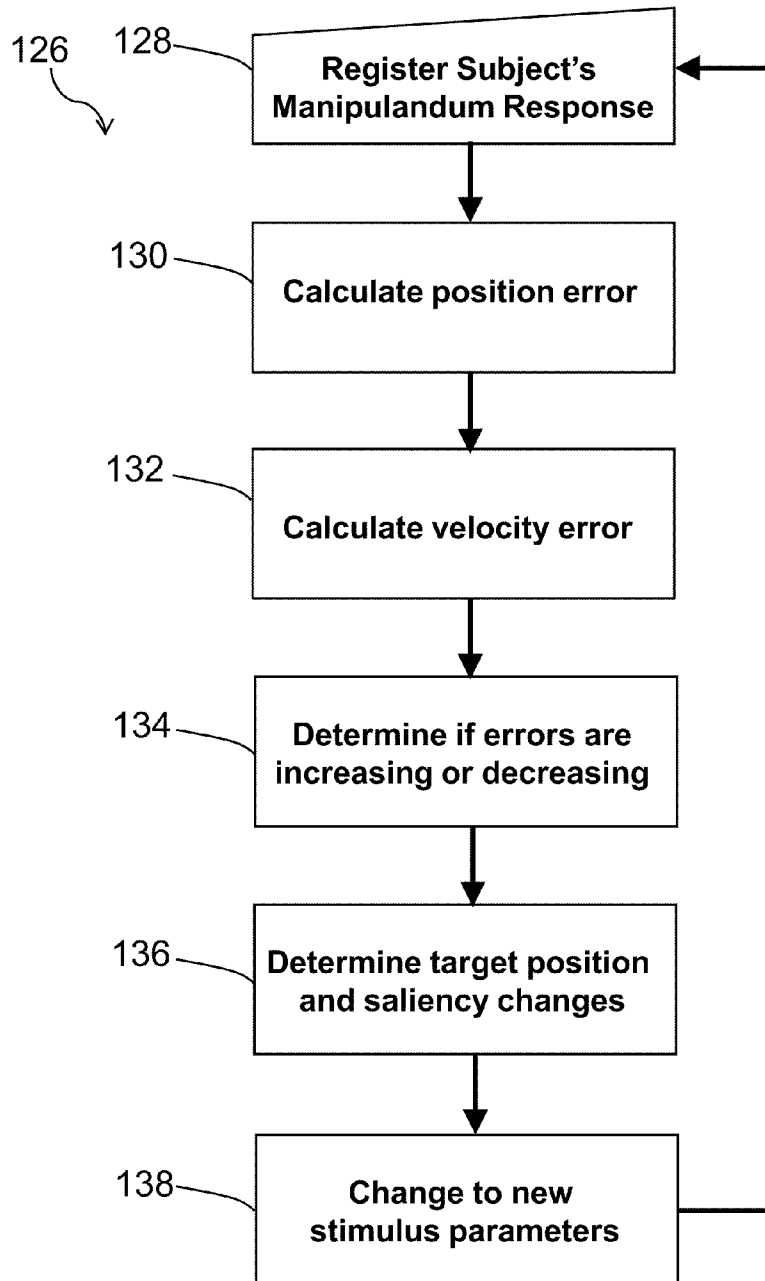 126
128
Register Subject's
Manipulandum Response
130
Calculate position error
132
Calculate velocity error
134
Determine if errors are
increasing or decreasing
136
Determine target position
and saliency changes
138
Change to new
stimulus parameters